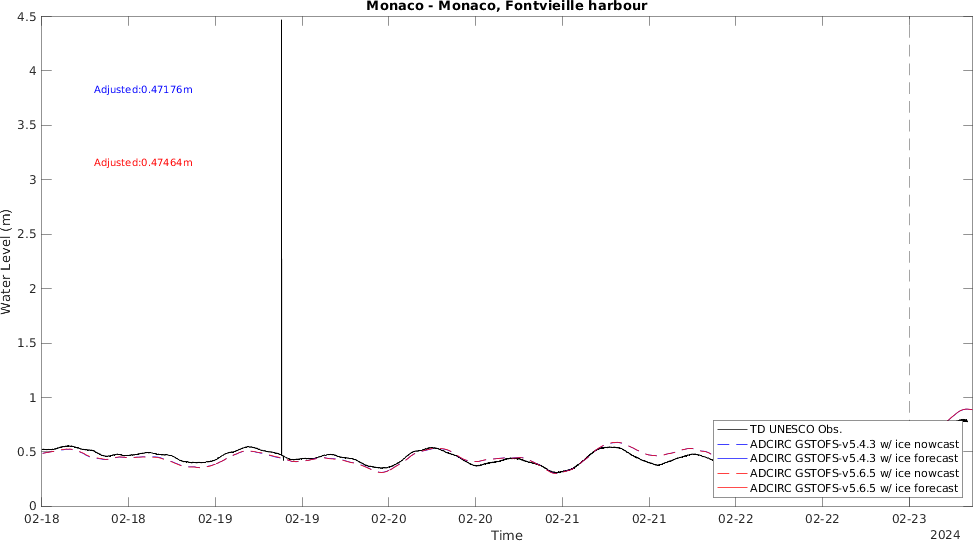 Monaco - Monaco, Fontvieille harbour
4.5
4
3.5
3
2.5
2
1.5
1
0.5
0
Water Level (m)
Adjusted:0.47176m
Adjusted:0.47464m
TD UNESCO Obs.
ADCIRC GSTOFS-v5.4.3 w/ ice nowcast
ADCIRC GSTOFS-v5.4.3 w/ ice forecast
ADCIRC GSTOFS-v5.6.5 w/ ice nowcast
ADCIRC GSTOFS-v5.6.5 w/ ice forecast
02-18 02-18 02-19 02-19 02-20 02-20 02-21 02-21 02-22 02-22 02-23
Time
2024